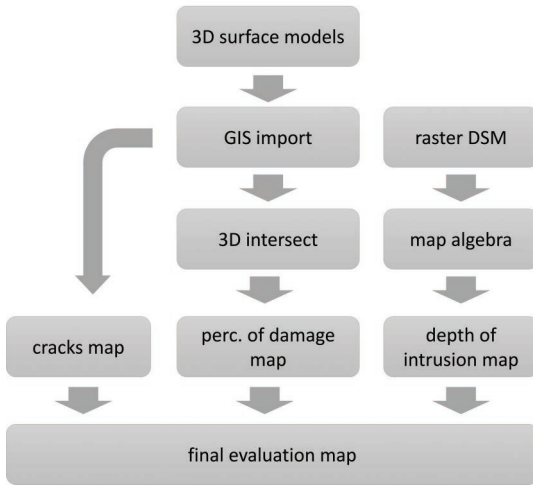 3D surface models
GIS import
raster DSM
3D intersect
map algebra
cracks map
perc. of damage
map
depth of
intrusion map
final evaluation map